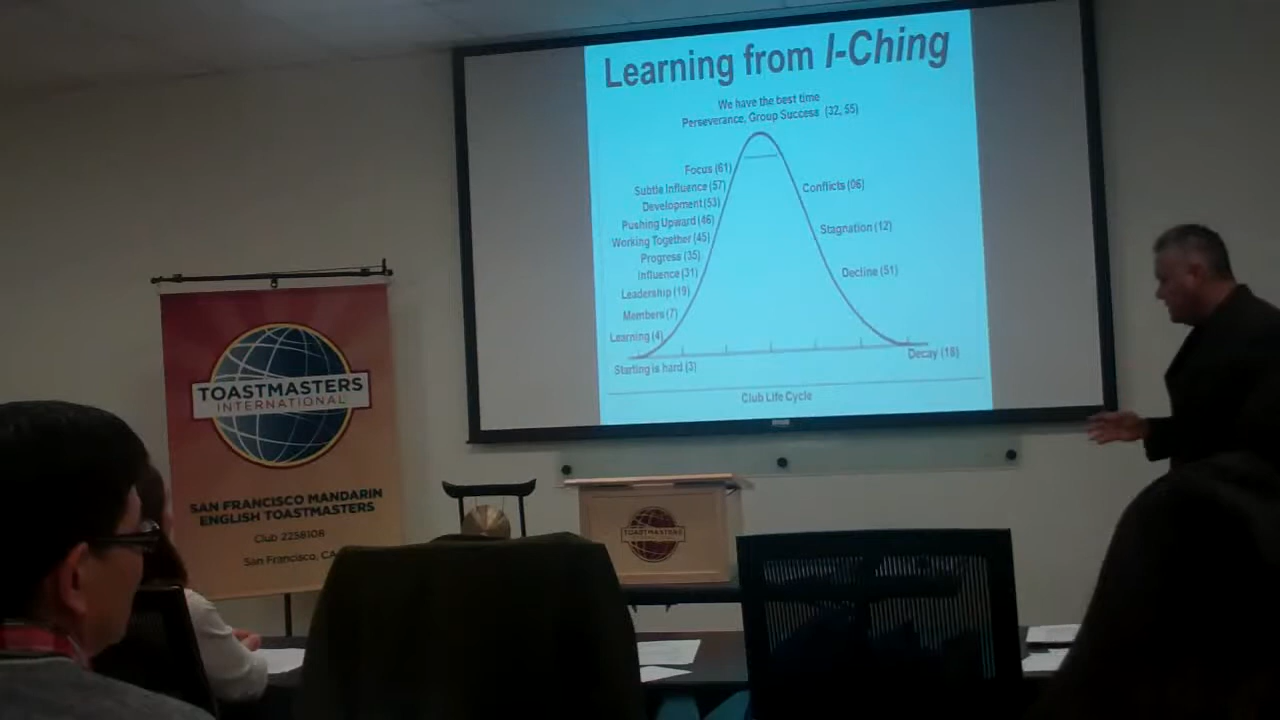 Learning from I-Ching
We have the best time
Perseverance, Group Success (32, 55)
Focus (61)
Subtle Influence (57)
Development (53)
Pushing Upward (46)
Working Together (45)
Progress (35)
Influence (31)
Leadership (19)
Members (7)
Learning (4)
Starting is hard (3)
Conflicts (06)
Stagnation (12)
Decline (51)
Decay (18)
Club Life Cycle
TOASTMASTERS
INTERNATIONAL
SAN FRANCISCO MANDARIN
ENGLISH TOASTMASTERS
Club 2258108
San Francisco, CA
TOASTMASTERS